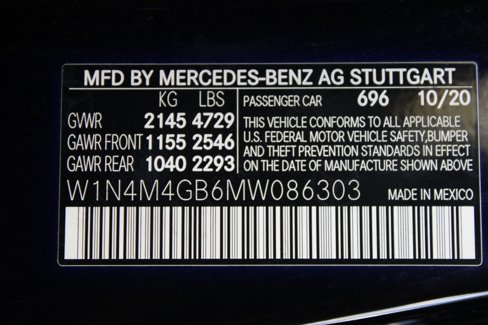 MFD BY MERCEDES-BENZ AG STUTTGART
KG LBS
GVWR 2145 4729
GAWR FRONT 1155 2546
GAWR REAR 1040 2293
PASSENGER CAR 696 10/20
THIS VEHICLE CONFORMS TO ALL APPLICABLE
U.S. FEDERAL MOTOR VEHICLE SAFETY,BUMPER
AND THEFT PREVENTION STANDARDS IN EFFECT
ON THE DATE OF MANUFACTURE SHOWN ABOVE
W1N4M4GB6MW086303
MADE IN MEXICO